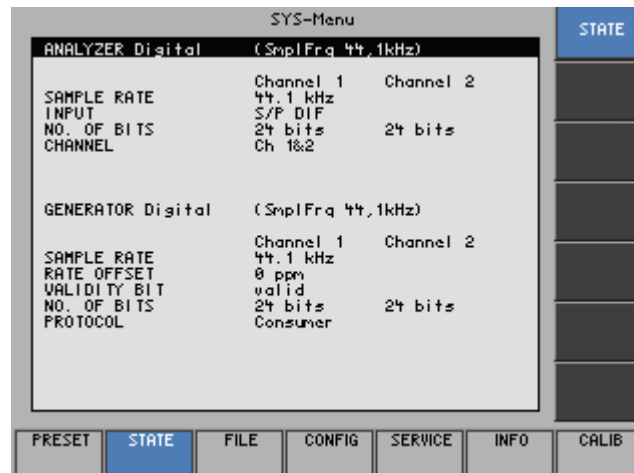 SYS-Menu
STATE
ANALYZER Digital (SmplFrq 44,1kHz)
Channel 1 Channel 2
SAMPLE RATE 44.1 kHz
INPUT S/P DIF
NO. OF BITS 24 bits 24 bits
CHANNEL Ch 1&2
GENERATOR Digital (SmplFrq 44,1kHz)
Channel 1 Channel 2
SAMPLE RATE 44.1 kHz
RATE OFFSET 0 ppm
VALIDITY BIT valid
NO. OF BITS 24 bits 24 bits
PROTOCOL Consumer
PRESET STATE FILE CONFIG SERVICE INFO CALIB